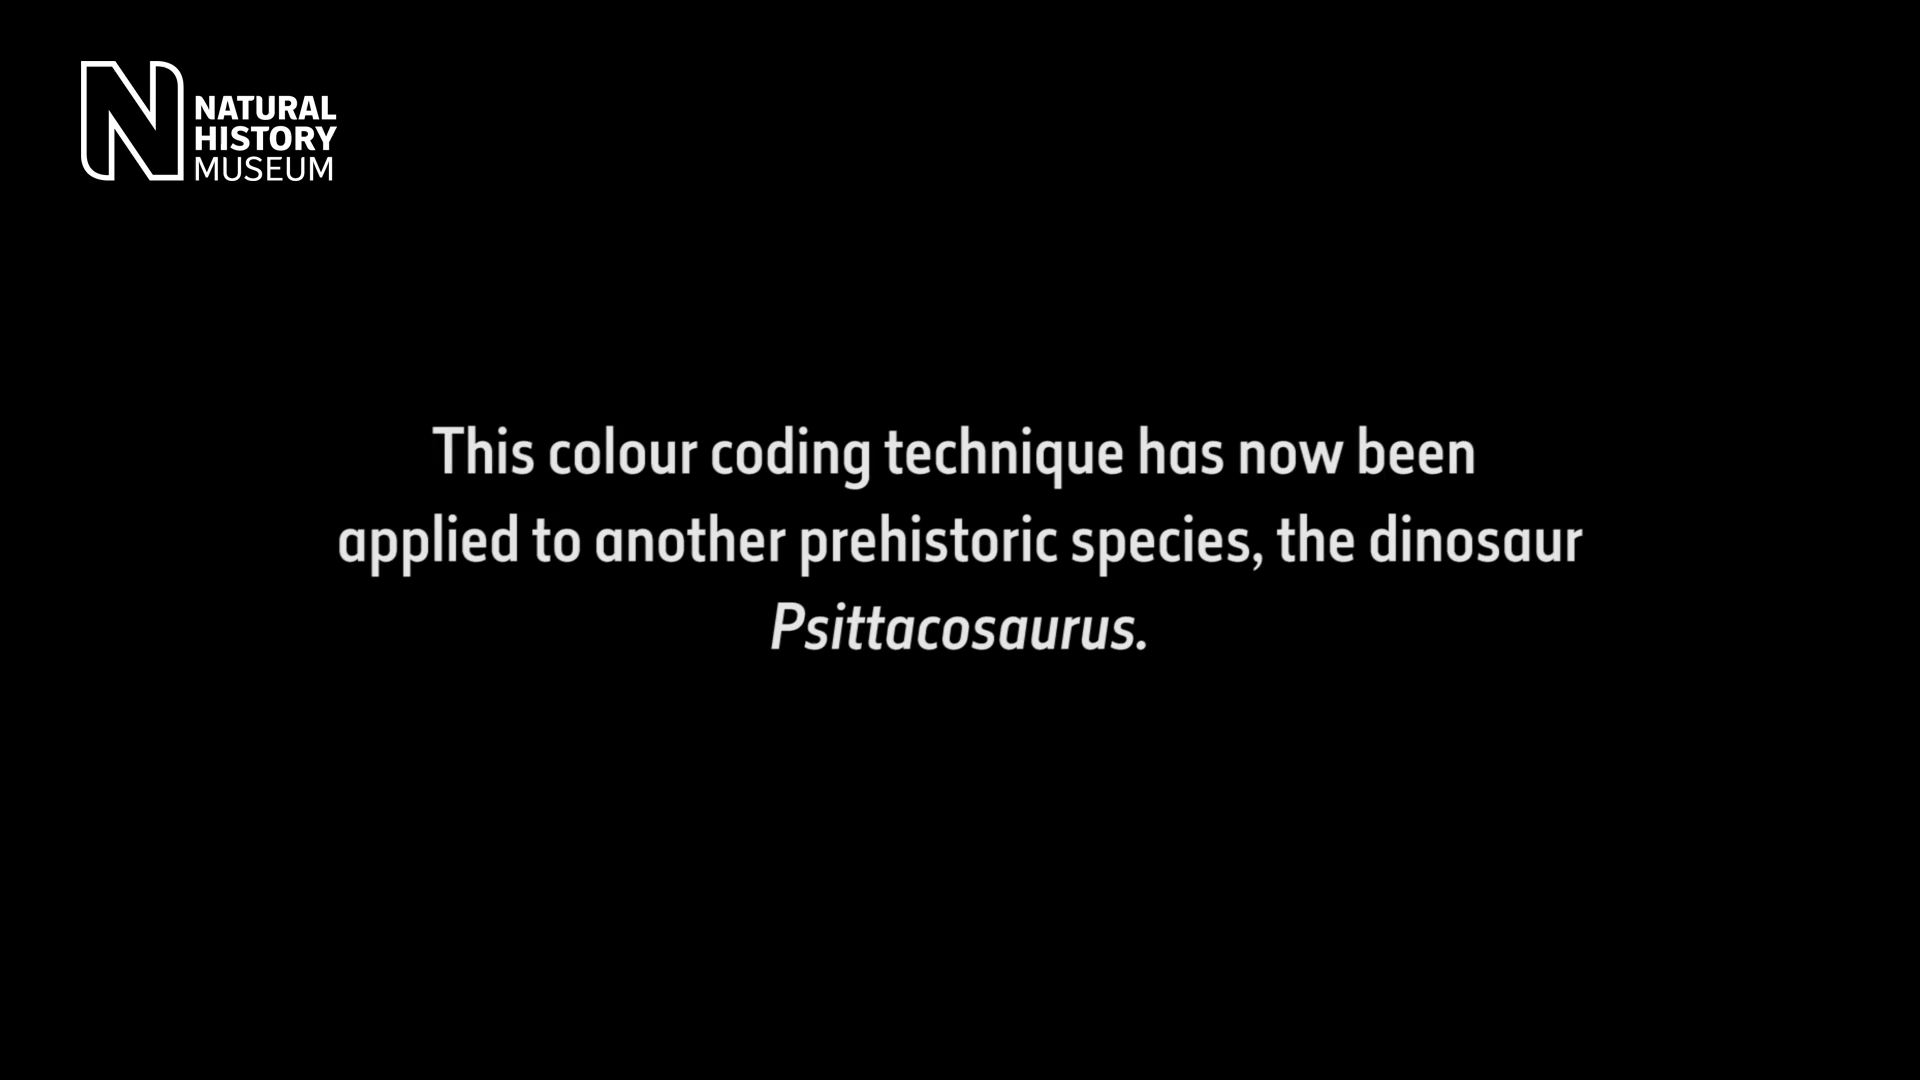 NATURAL
HISTORY
MUSEUM
This colour coding technique has now been
applied to another prehistoric species, the dinosaur
Psittacosaurus.